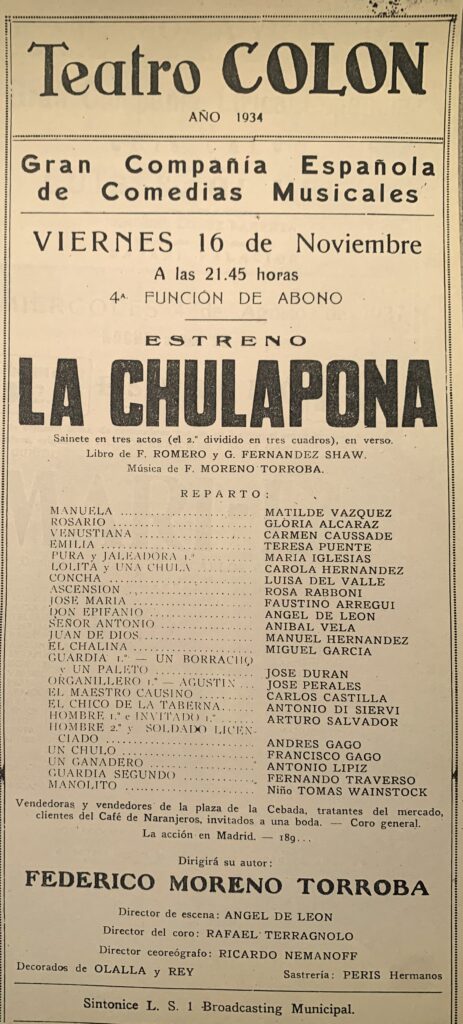 Teatro COLON
AÑO 1934
Gran Compañía Española
de Comedias Musicales
VIERNES 16 de Noviembre
A las 21.45 horas
4ª FUNCIÓN DE ABONO
ESTRENO
LA CHULAPONA
Sainete en tres actos (el 2.º dividido en tres cuadros), en verso.
Libro de F. ROMERO y G. FERNANDEZ SHAW.
Música de F. MORENO TORROBA.
REPARTO:
MANUELA .................... MATILDE VAZQUEZ
ROSARIO .................... GLORIA ALCARAZ
VENUSTIANA .................... CARMEN CAUSSADE
EMILIA .................... TERESA PUENTE
PURA y JALEADORA 1.ª .................... MARIA IGLESIAS
LOLITA y UNA CHULA .................... CAROLA HERNANDEZ
CONCHA .................... LUISA DEL VALLE
ASCENSION .................... ROSA RABBONI
JOSE MARIA .................... FAUSTINO ARREGUI
DON EPIFANIO .................... ANGEL DE LEON
SEÑOR ANTONIO .................... ANIBAL VELA
JUAN DE DIOS .................... MANUEL HERNANDEZ
EL CHALINA .................... MIGUEL GARCIA
GUARDIA 1.º — UN BORRACHO
y UN PALETO .................... JOSE DURAN
ORGANILLERO 1.º — AGUSTIN ... JOSE PERALES
EL MAESTRO CAUSINO .................... CARLOS CASTILLA
EL CHICO DE LA TABERNA .................... ANTONIO DI SIERVI
HOMBRE 1.º e INVITADO 1.º .................... ARTURO SALVADOR
HOMBRE 2.º y SOLDADO LICEN-
CIADO .................... ANDRES GAGO
UN CHULO .................... FRANCISCO GAGO
UN GANADERO .................... ANTONIO LIPIZ
GUARDIA SEGUNDO .................... FERNANDO TRAVERSO
MANOLITO .................... Niño TOMAS WAINSTOCK
Vendedoras y vendedores de la plaza de la Cebada, tratantes del mercado,
clientes del Café de Naranjeros, invitados a una boda. — Coro general.
La acción en Madrid. — 189...
Dirigirá su autor:
FEDERICO MORENO TORROBA
Director de escena: ANGEL DE LEON
Director del coro: RAFAEL TERRAGNOLO
Director ceoreógrafo: RICARDO NEMANOFF
Decorados de OLALLA y REY Sastrería: PERIS Hermanos
Sintonice L. S. 1 Broadcasting Municipal.